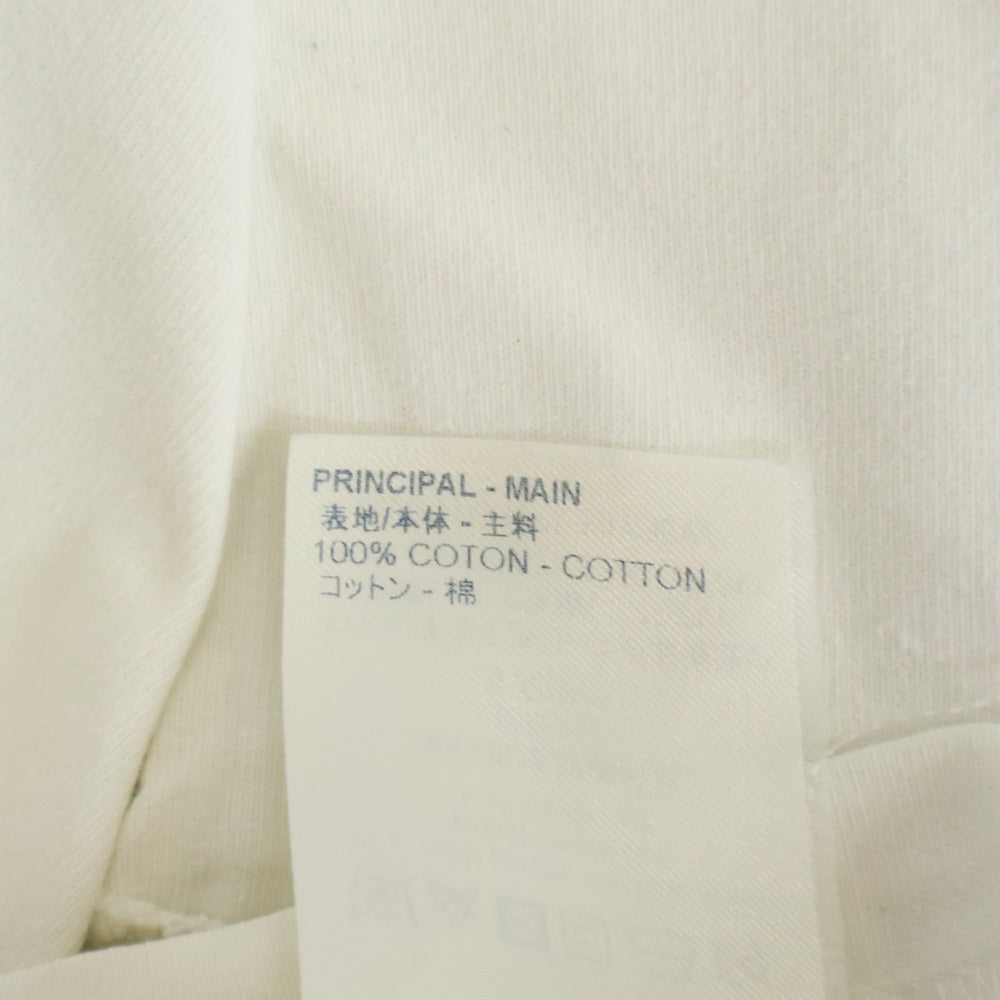 PRINCIPAL - MAIN
表地/本体 - 主料
100% COTON - COTTON
コットン - 棉